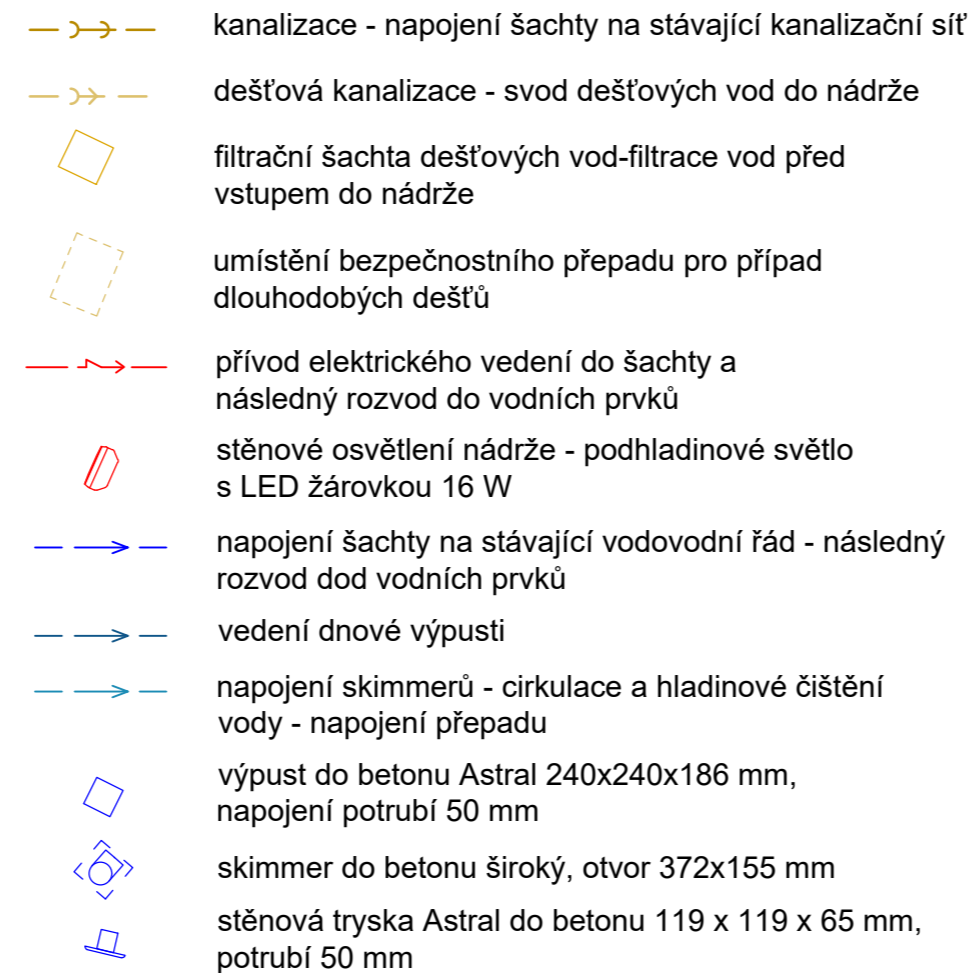 kanalizace - napojení šachty na stávající kanalizační síť
dešťová kanalizace - svod dešťových vod do nádrže
filtrační šachta dešťových vod-filtrace vod před
vstupem do nádrže
umístění bezpečnostního přepadu pro případ
dlouhodobých dešťů
přívod elektrického vedení do šachty a
následný rozvod do vodních prvků
stěnové osvětlení nádrže - podhladinové světlo
s LED žárovkou 16 W
napojení šachty na stávající vodovodní řád - následný
rozvod dod vodních prvků
vedení dnové výpusti
napojení skimmerů - cirkulace a hladinové čištění
vody - napojení přepadu
výpust do betonu Astral 240x240x186 mm,
napojení potrubí 50 mm
skimmer do betonu široký, otvor 372x155 mm
stěnová tryska Astral do betonu 119 x 119 x 65 mm,
potrubí 50 mm